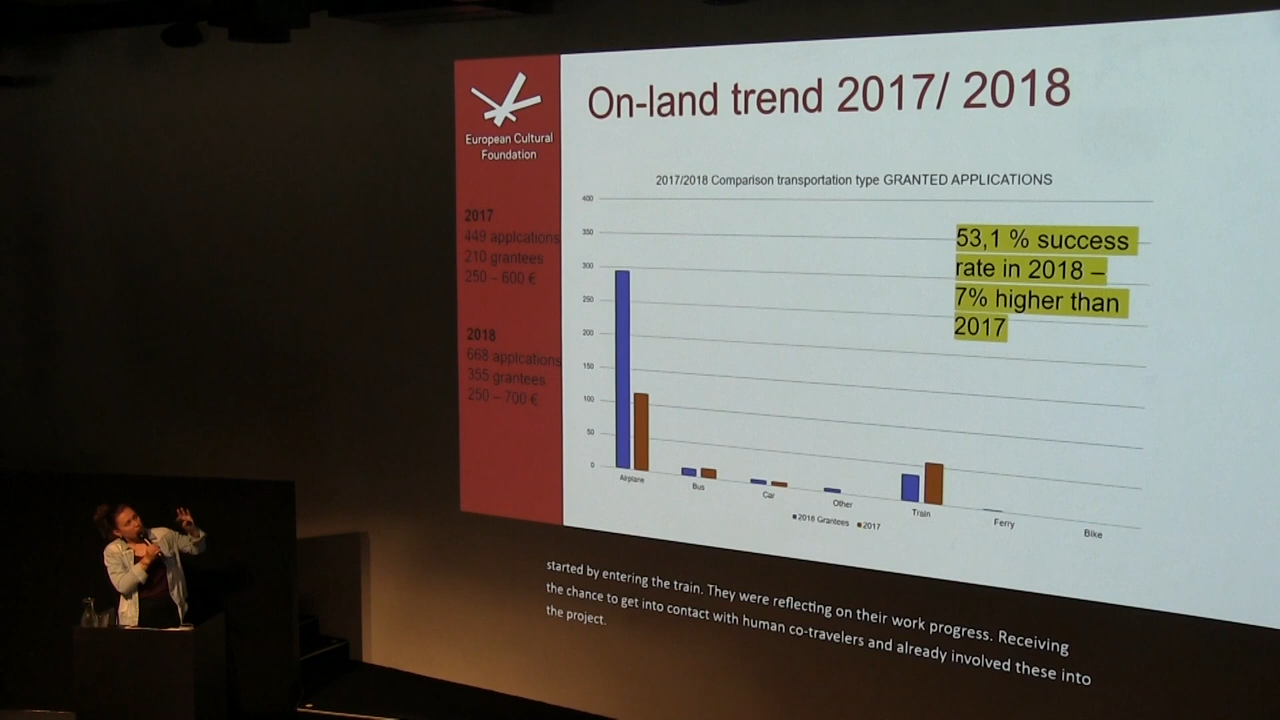 European Cultural
Foundation
2017
449 applcations
210 grantees
250 – 600 €
2018
668 applcations
355 grantees
250 – 700 €
On-land trend 2017/ 2018
2017/2018 Comparison transportation type GRANTED APPLICATIONS
400
350
300
250
200
150
100
50
0
Airplane
Bus
Car
Other
Train
Ferry
Bike
2018 Grantees 2017
53,1 % success
rate in 2018 –
7% higher than
2017
started by entering the train. They were reflecting on their work progress. Receiving
the chance to get into contact with human co-travelers and already involved these into
the project.